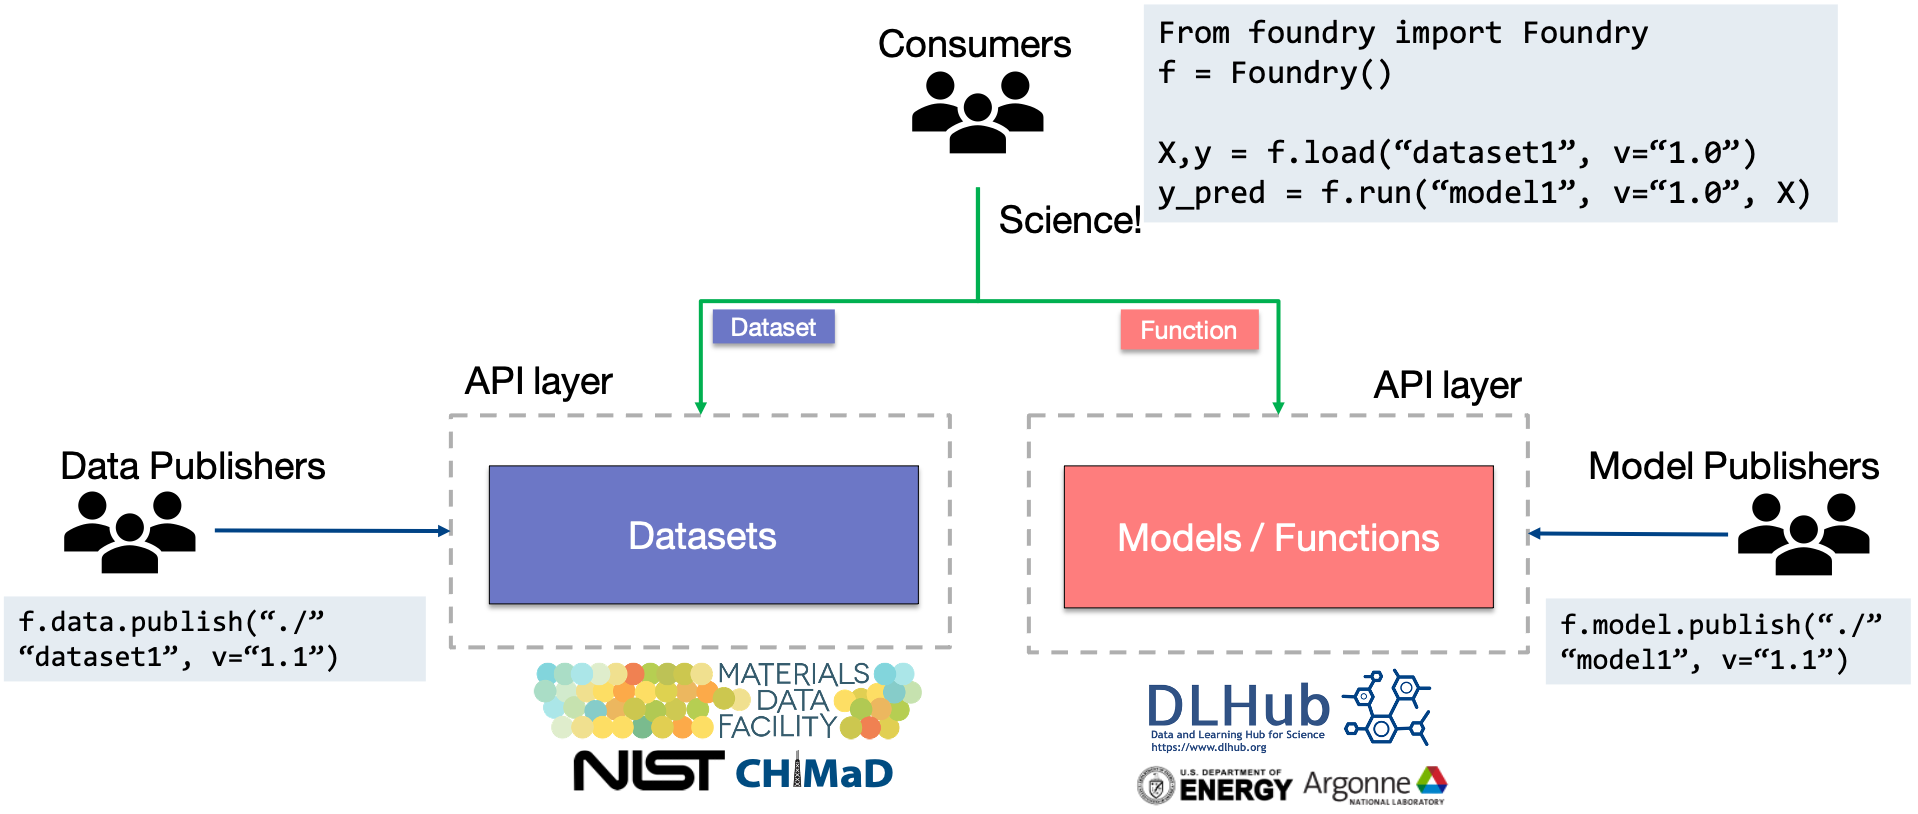 Consumers
From foundry import Foundry
f = Foundry()
X,y = f.load(“dataset1”, v=“1.0”)
y_pred = f.run(“model1”, v=“1.0”, X)
Science!
Dataset
Function
API layer
API layer
Data Publishers
Datasets
Models / Functions
Model Publishers
f.data.publish(“./”
“dataset1”, v=“1.1”)
f.model.publish(“./”
“model1”, v=“1.1”)
MATERIALS
DATA
FACILITY
NIST
CHiMaD
DLHub
Data and Learning Hub for Science
https://www.dlhub.org
U.S. DEPARTMENT OF
ENERGY
Argonne
NATIONAL LABORATORY